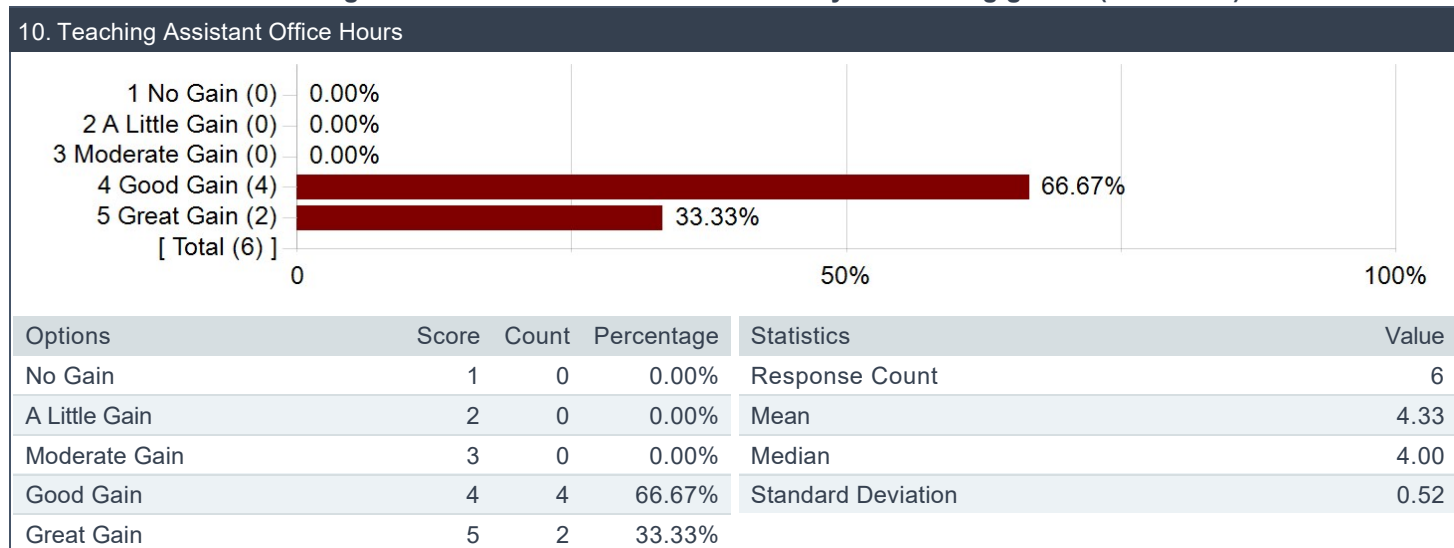 10. Teaching Assistant Office Hours
1 No Gain (0) 0.00%
2 A Little Gain (0) 0.00%
3 Moderate Gain (0) 0.00%
4 Good Gain (4) 66.67%
5 Great Gain (2) 33.33%
[ Total (6) ]
0 50% 100%
Options Score Count Percentage Statistics Value
No Gain 1 0 0.00% Response Count 6
A Little Gain 2 0 0.00% Mean 4.33
Moderate Gain 3 0 0.00% Median 4.00
Good Gain 4 4 66.67% Standard Deviation 0.52
Great Gain 5 2 33.33%